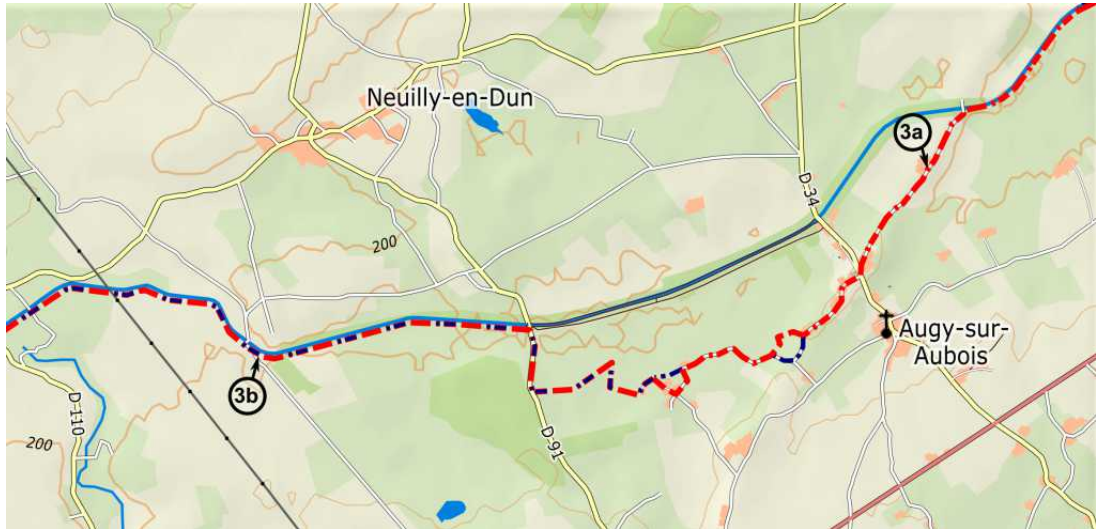 Neuilly-en-Dun
3a
D 34
200
Augy-sur-
Aubois
3b
D 110
D 91
200